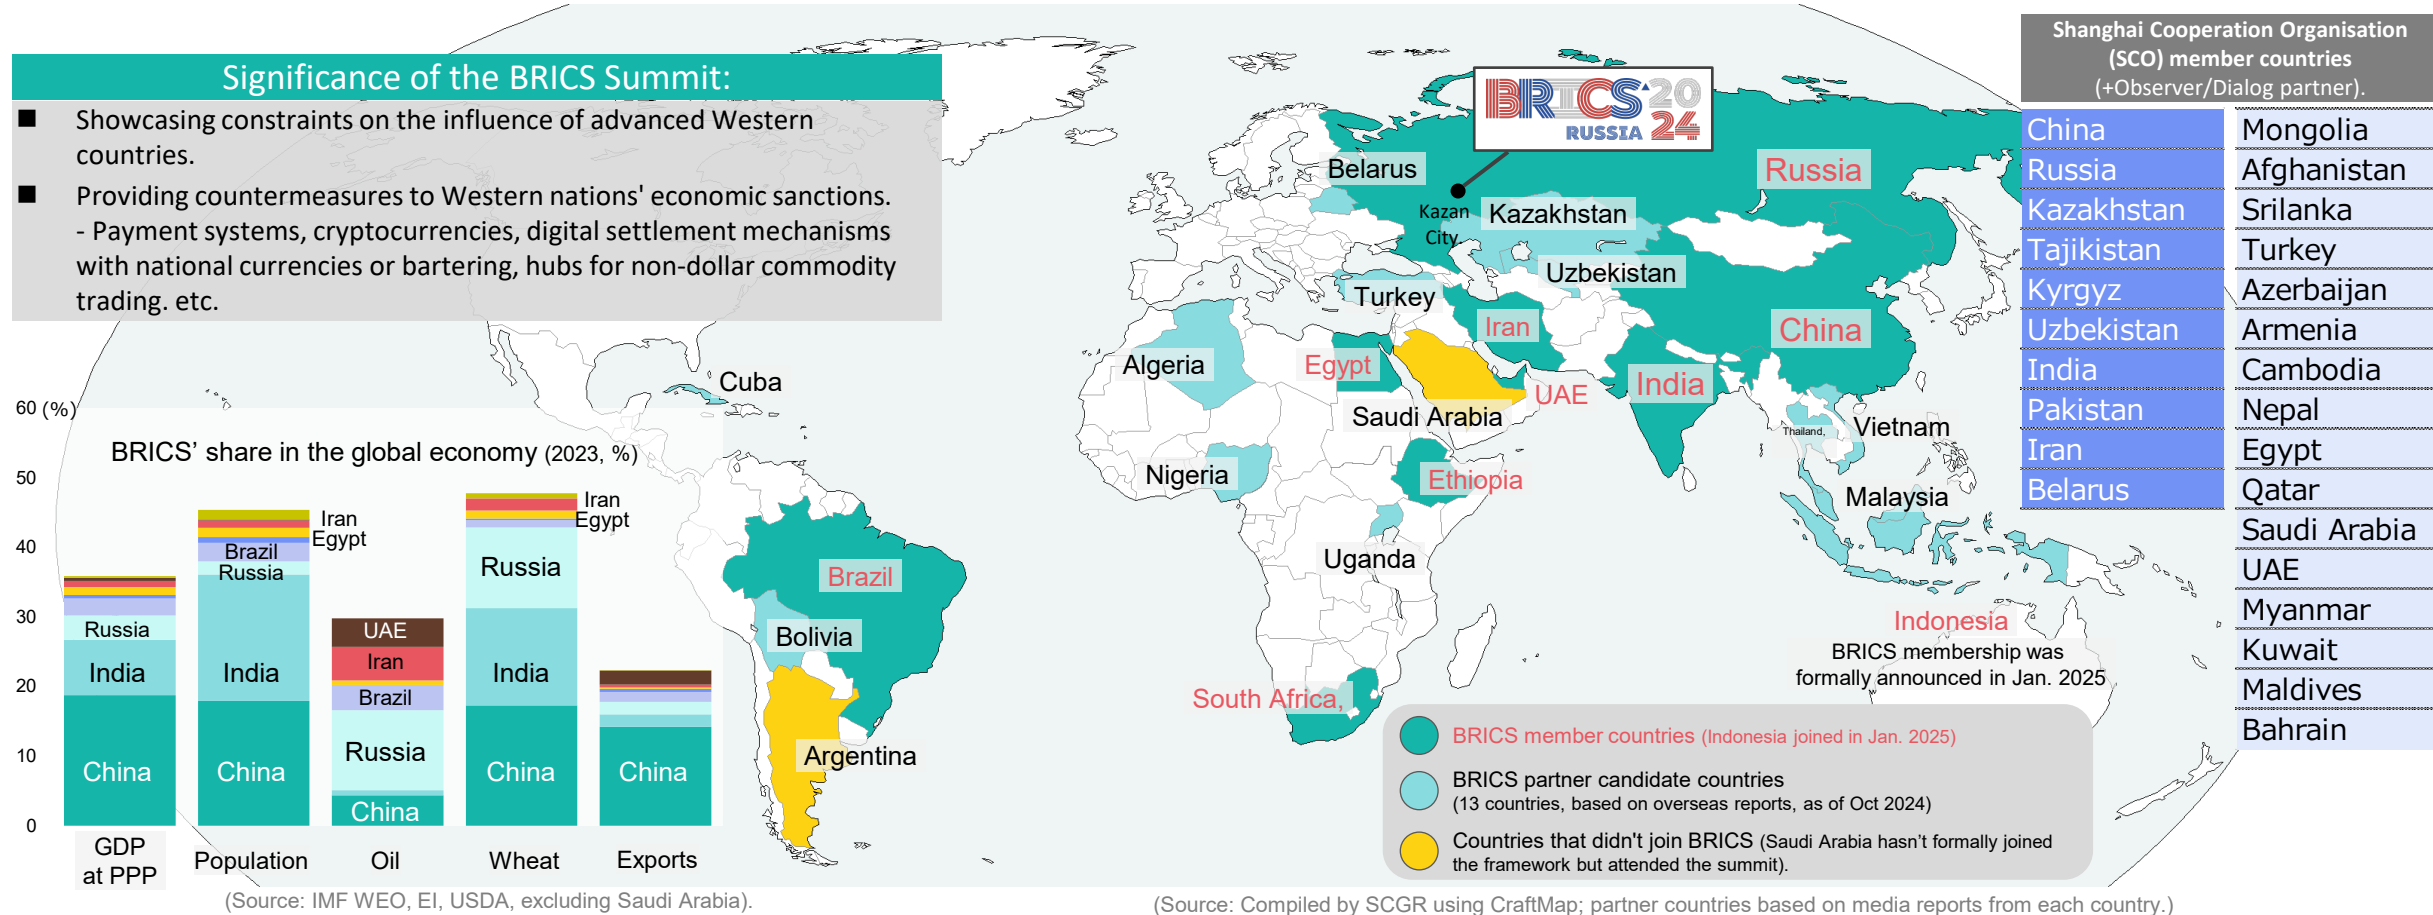 Significance of the BRICS Summit:
■ Showcasing constraints on the influence of advanced Western
countries.
■ Providing countermeasures to Western nations' economic sanctions.
- Payment systems, cryptocurrencies, digital settlement mechanisms
with national currencies or bartering, hubs for non-dollar commodity
trading. etc.
BRICS' share in the global economy (2023, %)
60 (%)
50
40
30
20
10
0
Russia
India
China
GDP
at PPP
Iran
Egypt
Brazil
Russia
India
China
Population
UAE
Iran
Brazil
Russia
China
Oil
Iran
Egypt
Russia
India
China
Wheat
China
Exports
(Source: IMF WEO, EI, USDA, excluding Saudi Arabia).
BRICS 20
RUSSIA 24
Belarus
Russia
Kazan
City.
Kazakhstan
Uzbekistan
Turkey
Iran
China
Algeria
Egypt
India
UAE
Cuba
Saudi Arabia
Thailand,
Vietnam
Nigeria
Ethiopia
Malaysia
Uganda
Brazil
Bolivia
Indonesia
BRICS membership was
formally announced in Jan. 2025
South Africa,
Argentina
BRICS member countries (Indonesia joined in Jan. 2025)
BRICS partner candidate countries
(13 countries, based on overseas reports, as of Oct 2024)
Countries that didn't join BRICS (Saudi Arabia hasn't formally joined
the framework but attended the summit).
(Source: Compiled by SCGR using CraftMap; partner countries based on media reports from each country.)
Shanghai Cooperation Organisation
(SCO) member countries
(+Observer/Dialog partner).
China
Russia
Kazakhstan
Tajikistan
Kyrgyz
Uzbekistan
India
Pakistan
Iran
Belarus
Mongolia
Afghanistan
Srilanka
Turkey
Azerbaijan
Armenia
Cambodia
Nepal
Egypt
Qatar
Saudi Arabia
UAE
Myanmar
Kuwait
Maldives
Bahrain